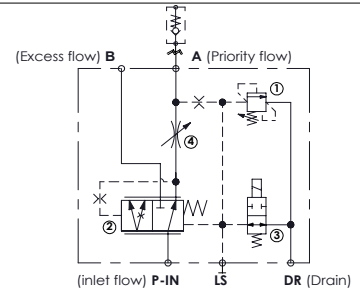 (Excess flow) B
A (Priority flow)
1
4
2
3
(inlet flow) P-IN
LS
DR (Drain)